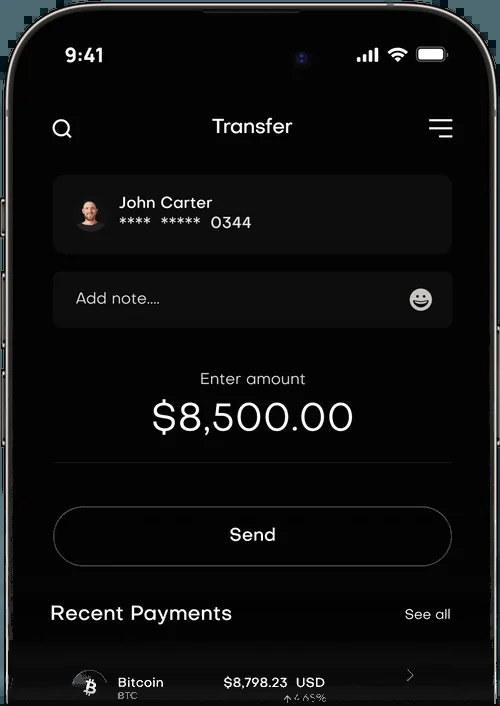 9:41
Transfer
John Carter
**** ***** 0344
Add note....
Enter amount
$8,500.00
Send
Recent Payments
See all
Bitcoin
$8,798.23 USD
BTC
4.65%